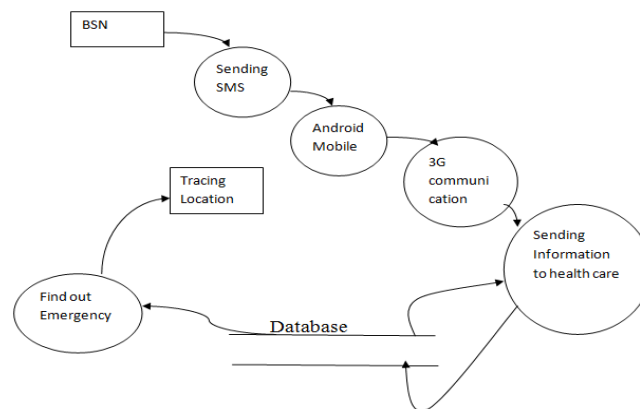 BSN
Sending
SMS
Android
Mobile
3G
communi
cation
Tracing
Location
Sending
Information
to health care
Find out
Emergency
Database